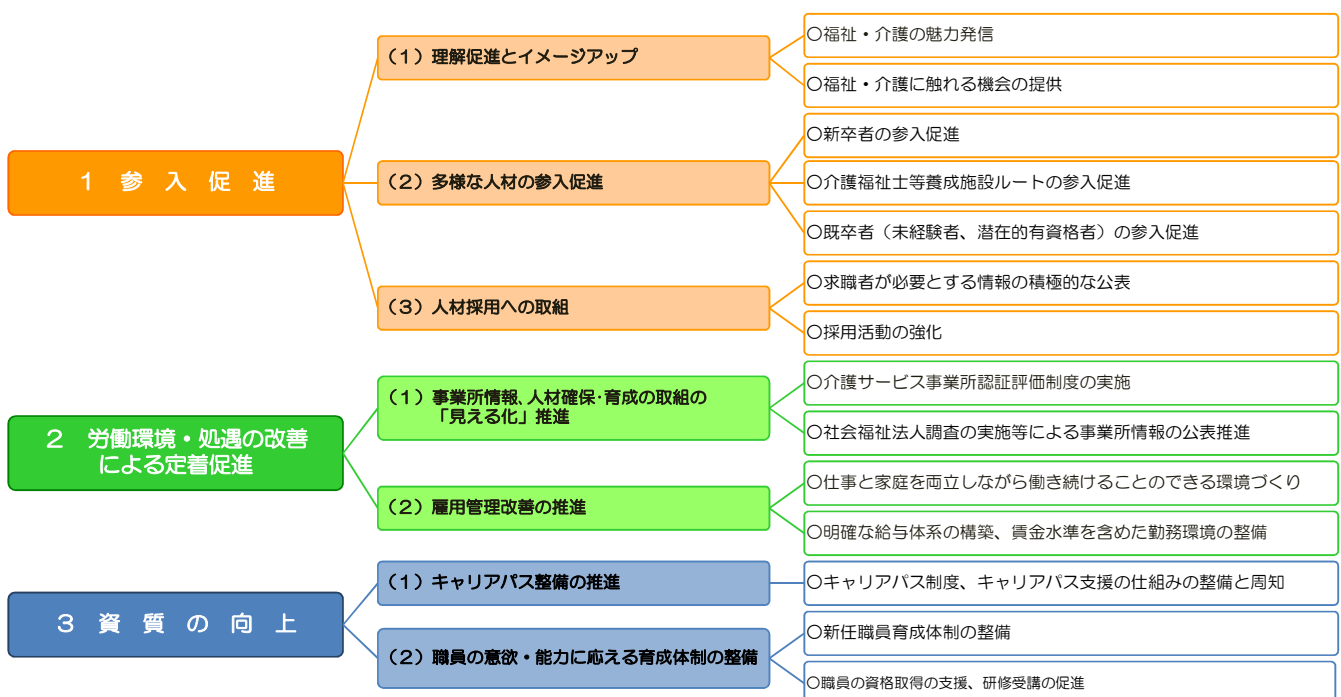 1 参 入 促 進
(1)理解促進とイメージアップ
〇福祉・介護の魅力発信
〇福祉・介護に触れる機会の提供
(2)多様な人材の参入促進
〇新卒者の参入促進
〇介護福祉士等養成施設ルートの参入促進
〇既卒者(未経験者、潜在的有資格者)の参入促進
(3)人材採用への取組
〇求職者が必要とする情報の積極的な公表
〇採用活動の強化
2 労働環境・処遇の改善
による定着促進
(1)事業所情報、人材確保・育成の取組の
「見える化」推進
〇介護サービス事業所認証評価制度の実施
〇社会福祉法人調査の実施等による事業所情報の公表推進
(2)雇用管理改善の推進
〇仕事と家庭を両立しながら働き続けることのできる環境づくり
〇明確な給与体系の構築、賃金水準を含めた勤務環境の整備
3 資 質 の 向 上
(1)キャリアパス整備の推進
〇キャリアパス制度、キャリアパス支援の仕組みの整備と周知
(2)職員の意欲・能力に応える育成体制の整備
〇新任職員育成体制の整備
〇職員の資格取得の支援、研修受講の促進